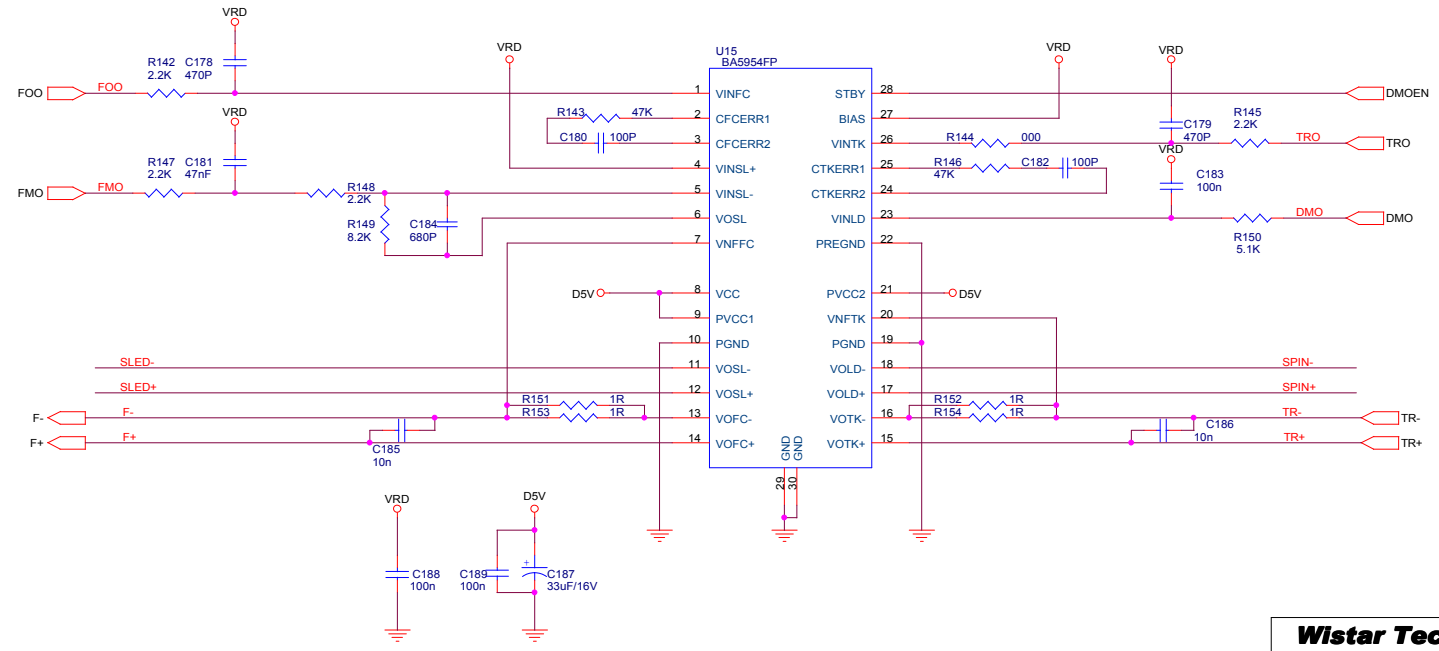 VRD
R142 C178
2.2K 470P
FOO
FOO
VRD
R147 C181
2.2K 47nF
FMO
FMO
R148
2.2K
R149
8.2K
C184
680P
VRD
R143
47K
C180
100P
D5V
SLED-
SLED+
F-
F-
F+
F+
R151
1R
R153
1R
C185
10n
U15
BA5954FP
1 VINFC
2 CFCERR1
3 CFCERR2
4 VINSL+
5 VINSL-
6 VOSL
7 VNFFC
8 VCC
9 PVCC1
10 PGND
11 VOSL-
12 VOSL+
13 VOFC-
14 VOFC+
GND
GND
29
30
STBY 28
BIAS 27
VINTK 26
CTKERR1 25
CTKERR2 24
VINLD 23
PREGND 22
PVCC2 21
VNFTK 20
PGND 19
VOLD- 18
VOLD+ 17
VOTK- 16
VOTK+ 15
VRD
VRD
DMOEN
C179
470P
R145
2.2K
TRO
TRO
R144
000
R146
47K
C182
100P
VRD
C183
100n
DMO
DMO
R150
5.1K
D5V
SPIN-
SPIN+
R152
1R
R154
1R
TR-
TR-
C186
10n
TR+
TR+
VRD
C188
100n
D5V
C189
100n
+
C187
33uF/16V
Wistar Tec